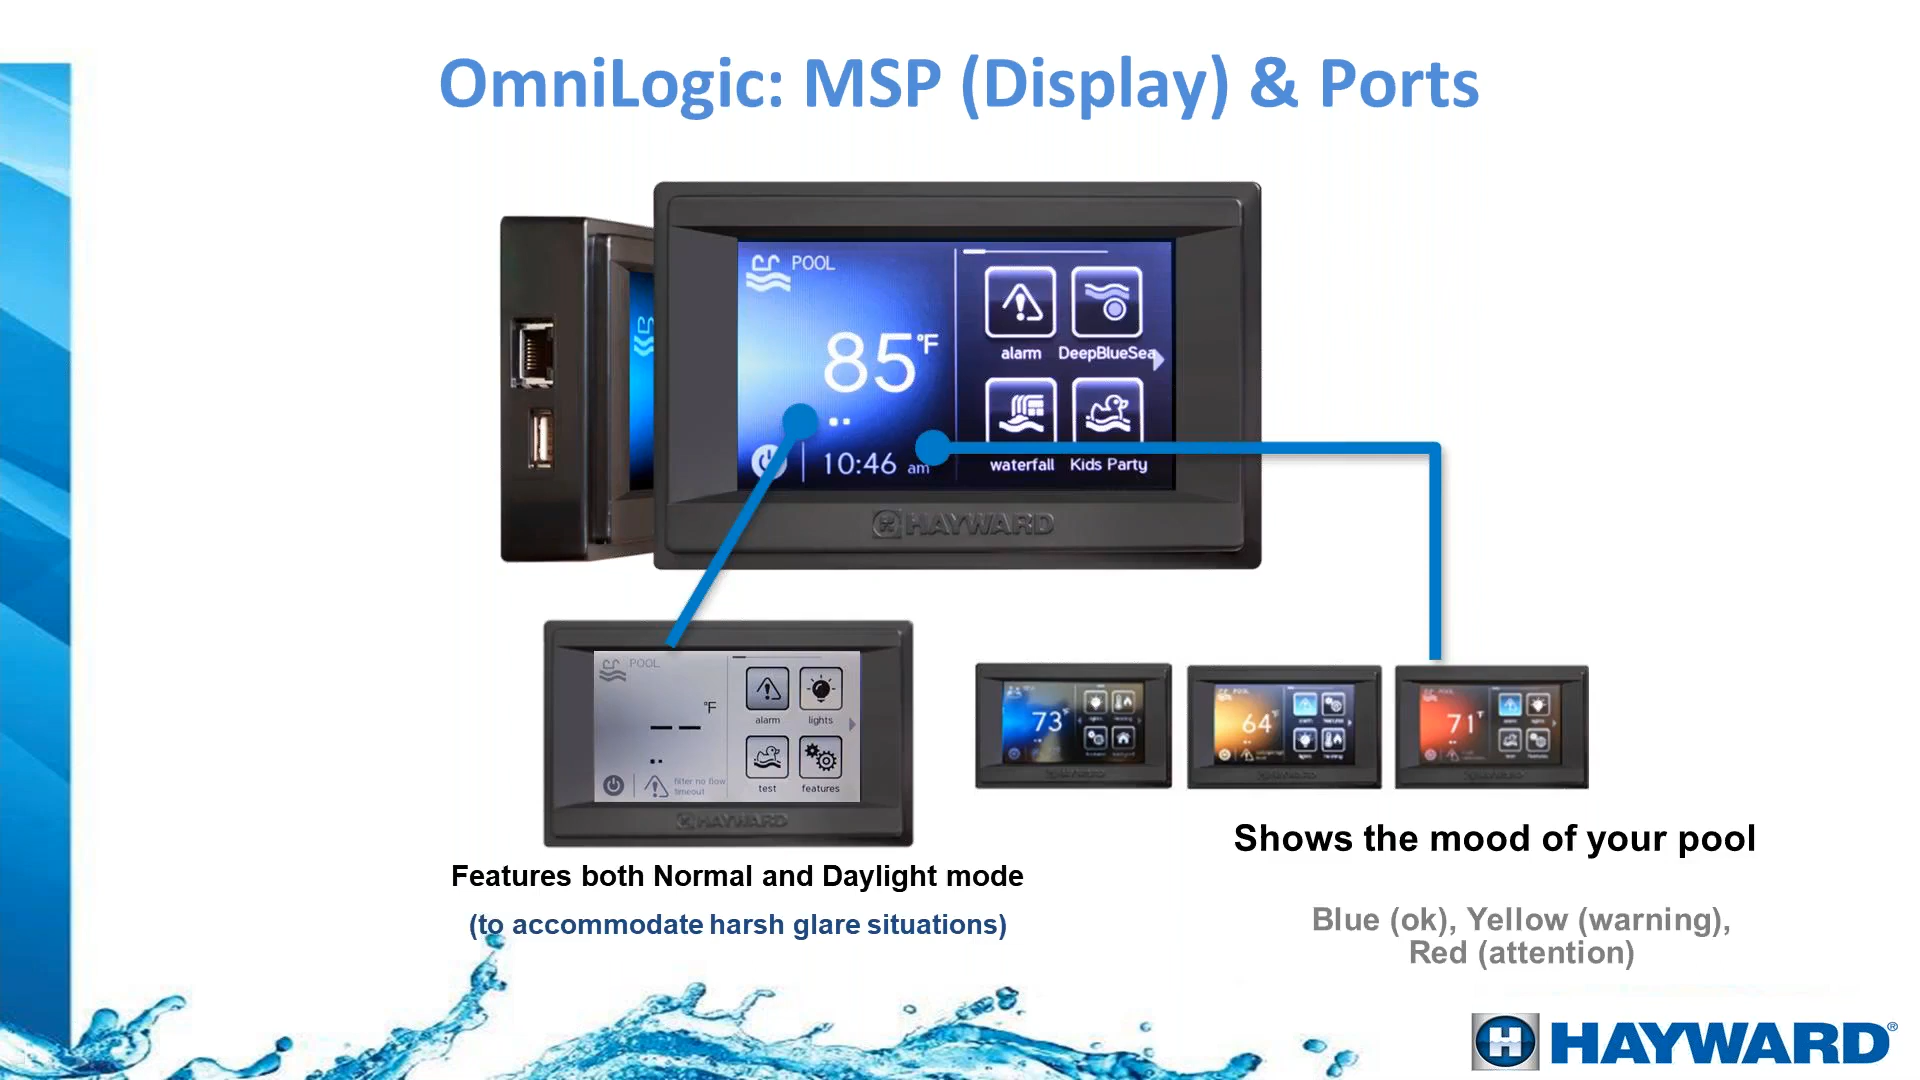 OmniLogic: MSP (Display) & Ports
POOL
85°F
10:46 am
alarm
DeepBlueSea
waterfall
Kids Party
HAYWARD
POOL
°F
filter no flow
timeout
alarm
lights
test
features
HAYWARD
73°F
POOL
64°F
POOL
71°F
Features both Normal and Daylight mode
(to accommodate harsh glare situations)
Shows the mood of your pool
Blue (ok), Yellow (warning),
Red (attention)
HAYWARD®